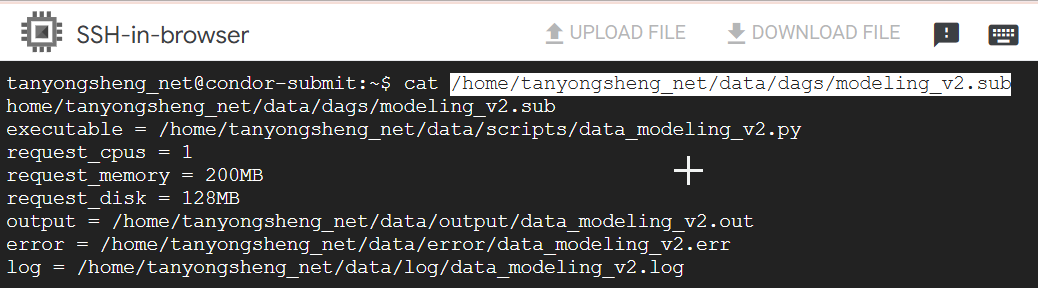 SSH-in-browser
UPLOAD FILE
DOWNLOAD FILE
tanyongsheng_net@condor-submit:~$ cat /home/tanyongsheng_net/data/dags/modeling_v2.sub
home/tanyongsheng_net/data/dags/modeling_v2.sub
executable = /home/tanyongsheng_net/data/scripts/data_modeling_v2.py
request_cpus = 1
request_memory = 200MB
request_disk = 128MB
output = /home/tanyongsheng_net/data/output/data_modeling_v2.out
error = /home/tanyongsheng_net/data/error/data_modeling_v2.err
log = /home/tanyongsheng_net/data/log/data_modeling_v2.log